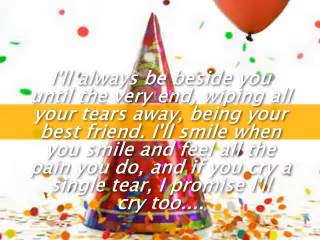 I'll always be beside you
until the very end, wiping all
your tears away, being your
best friend. I'll smile when
you smile and feel all the
pain you do, and if you cry a
single tear, I promise I'll
cry too....